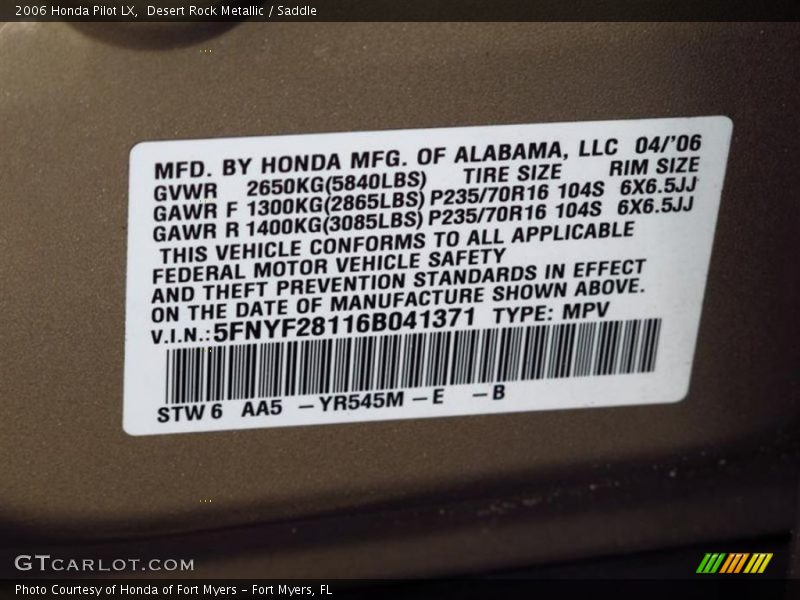 2006 Honda Pilot LX,  Desert Rock Metallic / Saddle
MFD. BY HONDA MFG. OF ALABAMA, LLC 04/'06
GVWR 2650KG(5840LBS) TIRE SIZE RIM SIZE
GAWR F 1300KG(2865LBS) P235/70R16 104S 6X6.5JJ
GAWR R 1400KG(3085LBS) P235/70R16 104S 6X6.5JJ
THIS VEHICLE CONFORMS TO ALL APPLICABLE
FEDERAL MOTOR VEHICLE SAFETY
AND THEFT PREVENTION STANDARDS IN EFFECT
ON THE DATE OF MANUFACTURE SHOWN ABOVE.
V.I.N.: 5FNYF28116B041371 TYPE: MPV
STW 6 AA5 –YR545M–E –B
GTCARLOT.COM
Photo Courtesy of Honda of Fort Myers – Fort Myers, FL